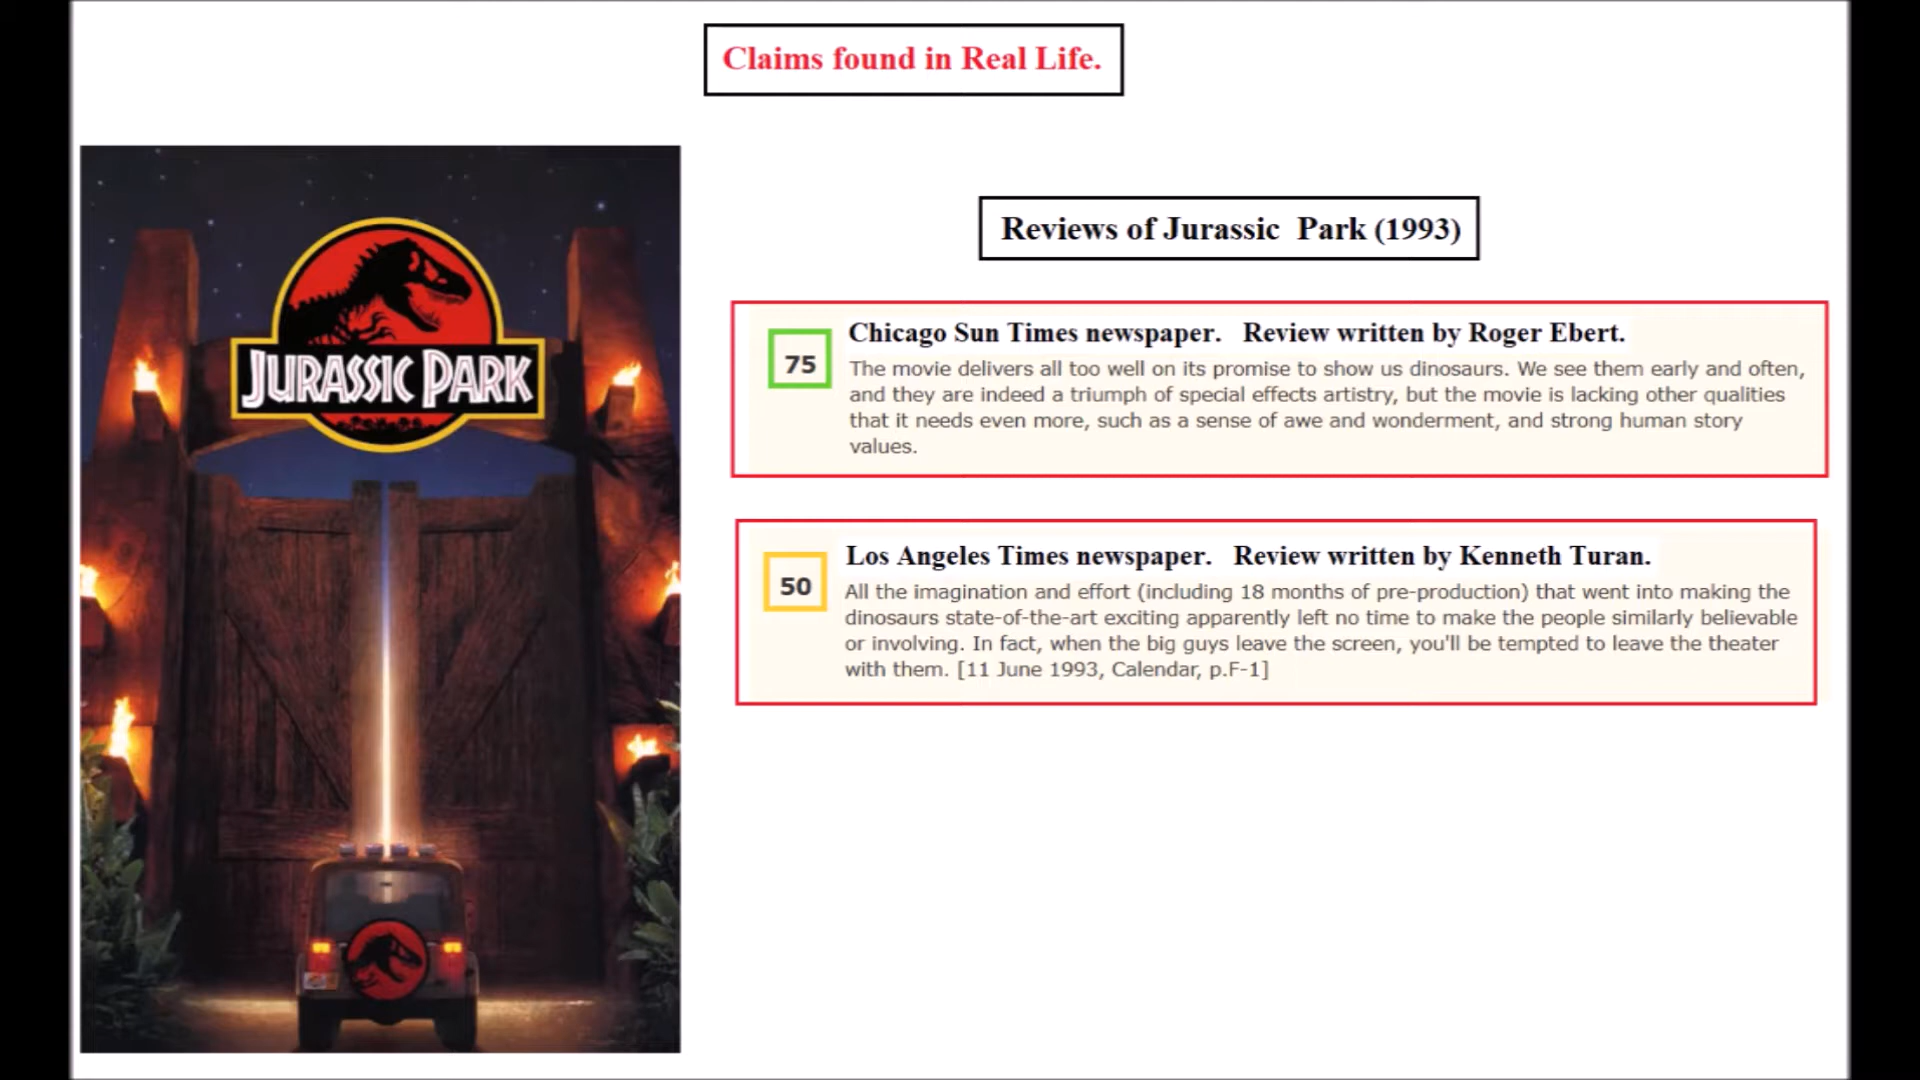 Claims found in Real Life.
JURASSIC PARK
Reviews of Jurassic Park (1993)
75
Chicago Sun Times newspaper. Review written by Roger Ebert.
The movie delivers all too well on its promise to show us dinosaurs. We see them early and often,
and they are indeed a triumph of special effects artistry, but the movie is lacking other qualities
that it needs even more, such as a sense of awe and wonderment, and strong human story
values.
50
Los Angeles Times newspaper. Review written by Kenneth Turan.
All the imagination and effort (including 18 months of pre-production) that went into making the
dinosaurs state-of-the-art exciting apparently left no time to make the people similarly believable
or involving. In fact, when the big guys leave the screen, you'll be tempted to leave the theater
with them. [11 June 1993, Calendar, p.F-1]